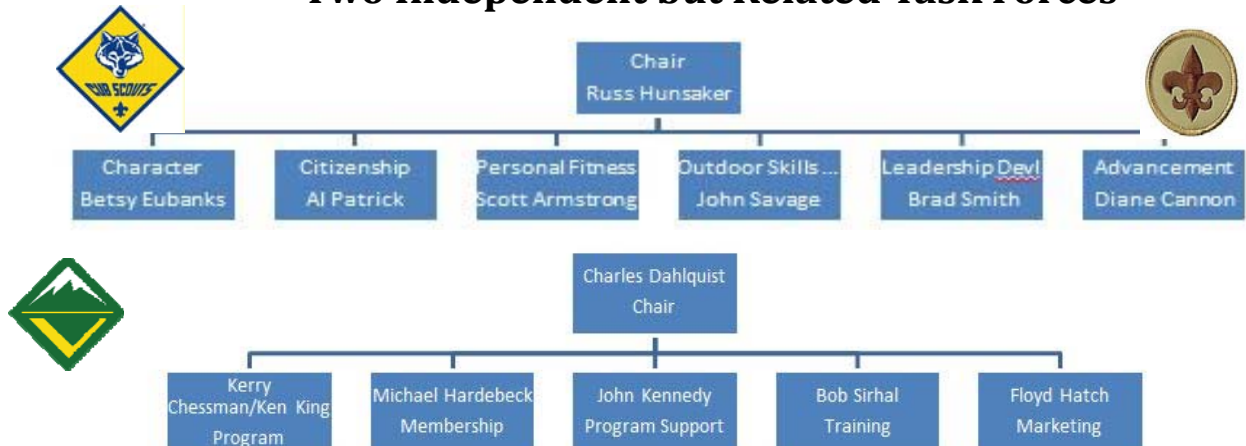 Two Independent but Related Task Forces
CUB SCOUTS
Chair
Russ Hunsaker
Character
Betsy Eubanks
Citizenship
Al Patrick
Personal Fitness
Scott Armstrong
Outdoor Skills ...
John Savage
Leadership Devl
Brad Smith
Advancement
Diane Cannon
Charles Dahlquist
Chair
Kerry
Chessman/Ken King
Program
Michael Hardebeck
Membership
John Kennedy
Program Support
Bob Sirhal
Training
Floyd Hatch
Marketing